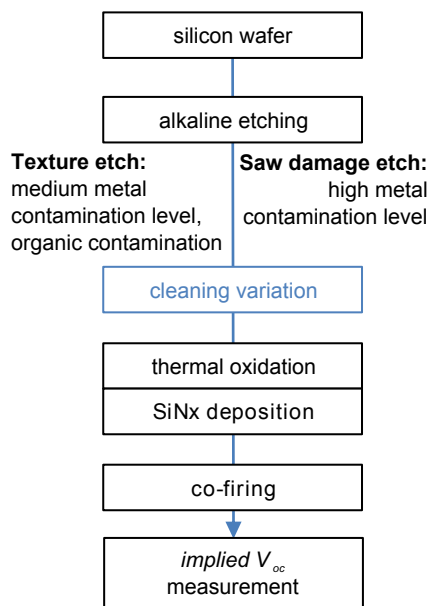 silicon wafer
alkaline etching
Texture etch:
medium metal
contamination level,
organic contamination
Saw damage etch:
high metal
contamination level
cleaning variation
thermal oxidation
SiNx deposition
co-firing
implied V oc
measurement